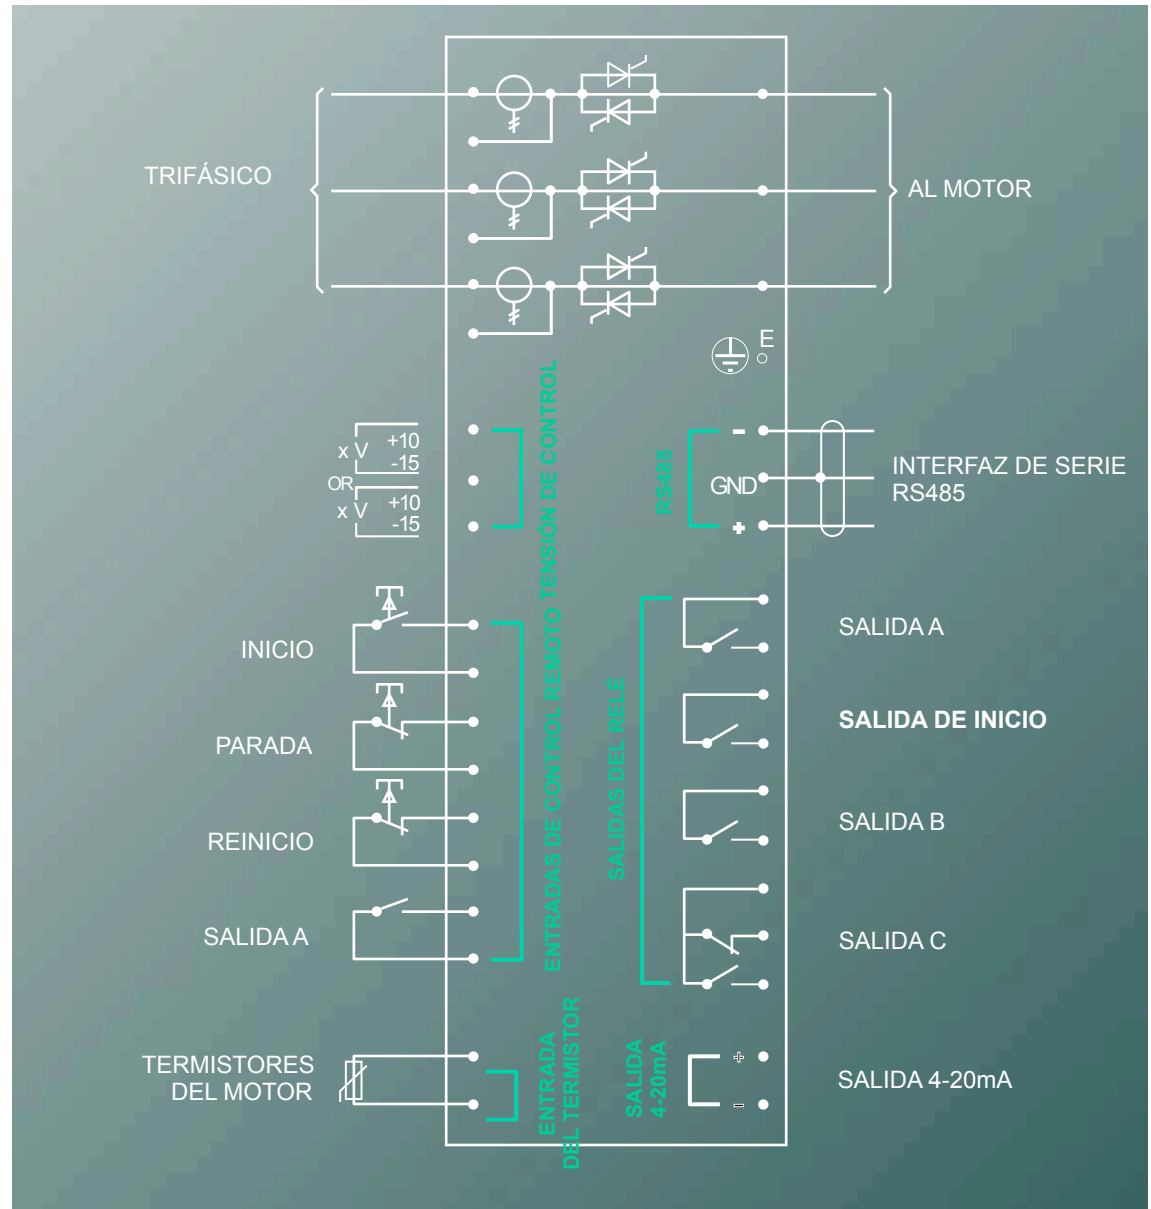 TRIFÁSICO
AL MOTOR
E
x V +10
-15
OR
x V +10
-15
TENSIÓN DE CONTROL
RS485
-
GND
+
INTERFAZ DE SERIE
RS485
INICIO
PARADA
REINICIO
SALIDA A
ENTRADAS DE CONTROL REMOTO
SALIDAS DEL RELÉ
SALIDA A
SALIDA DE INICIO
SALIDA B
SALIDA C
TERMISTORES
DEL MOTOR
ENTRADA
DEL TERMISTOR
SALIDA
4-20mA
+
-
SALIDA 4-20mA